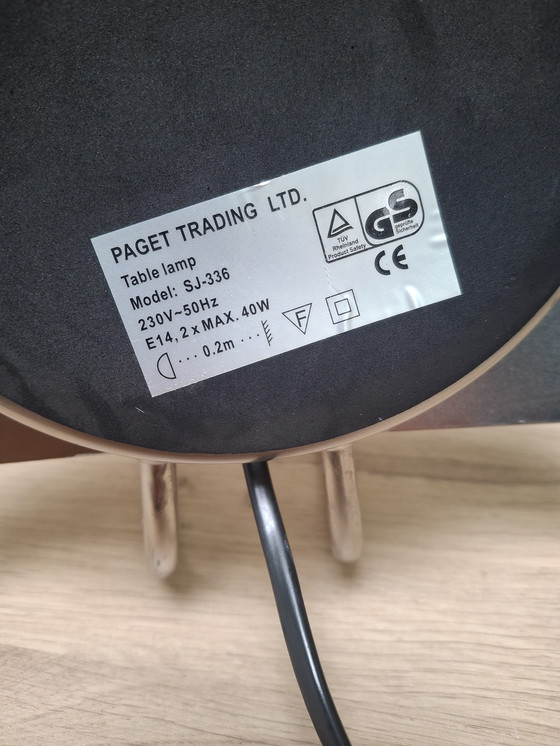 PAGET TRADING LTD.
Table lamp
Model: SJ-336
230V~50Hz
E14, 2 x MAX. 40W
··· 0.2m ···
F
TÜV
Rheinland
Product Safety
GS
geprüfte
Sicherheit
CE